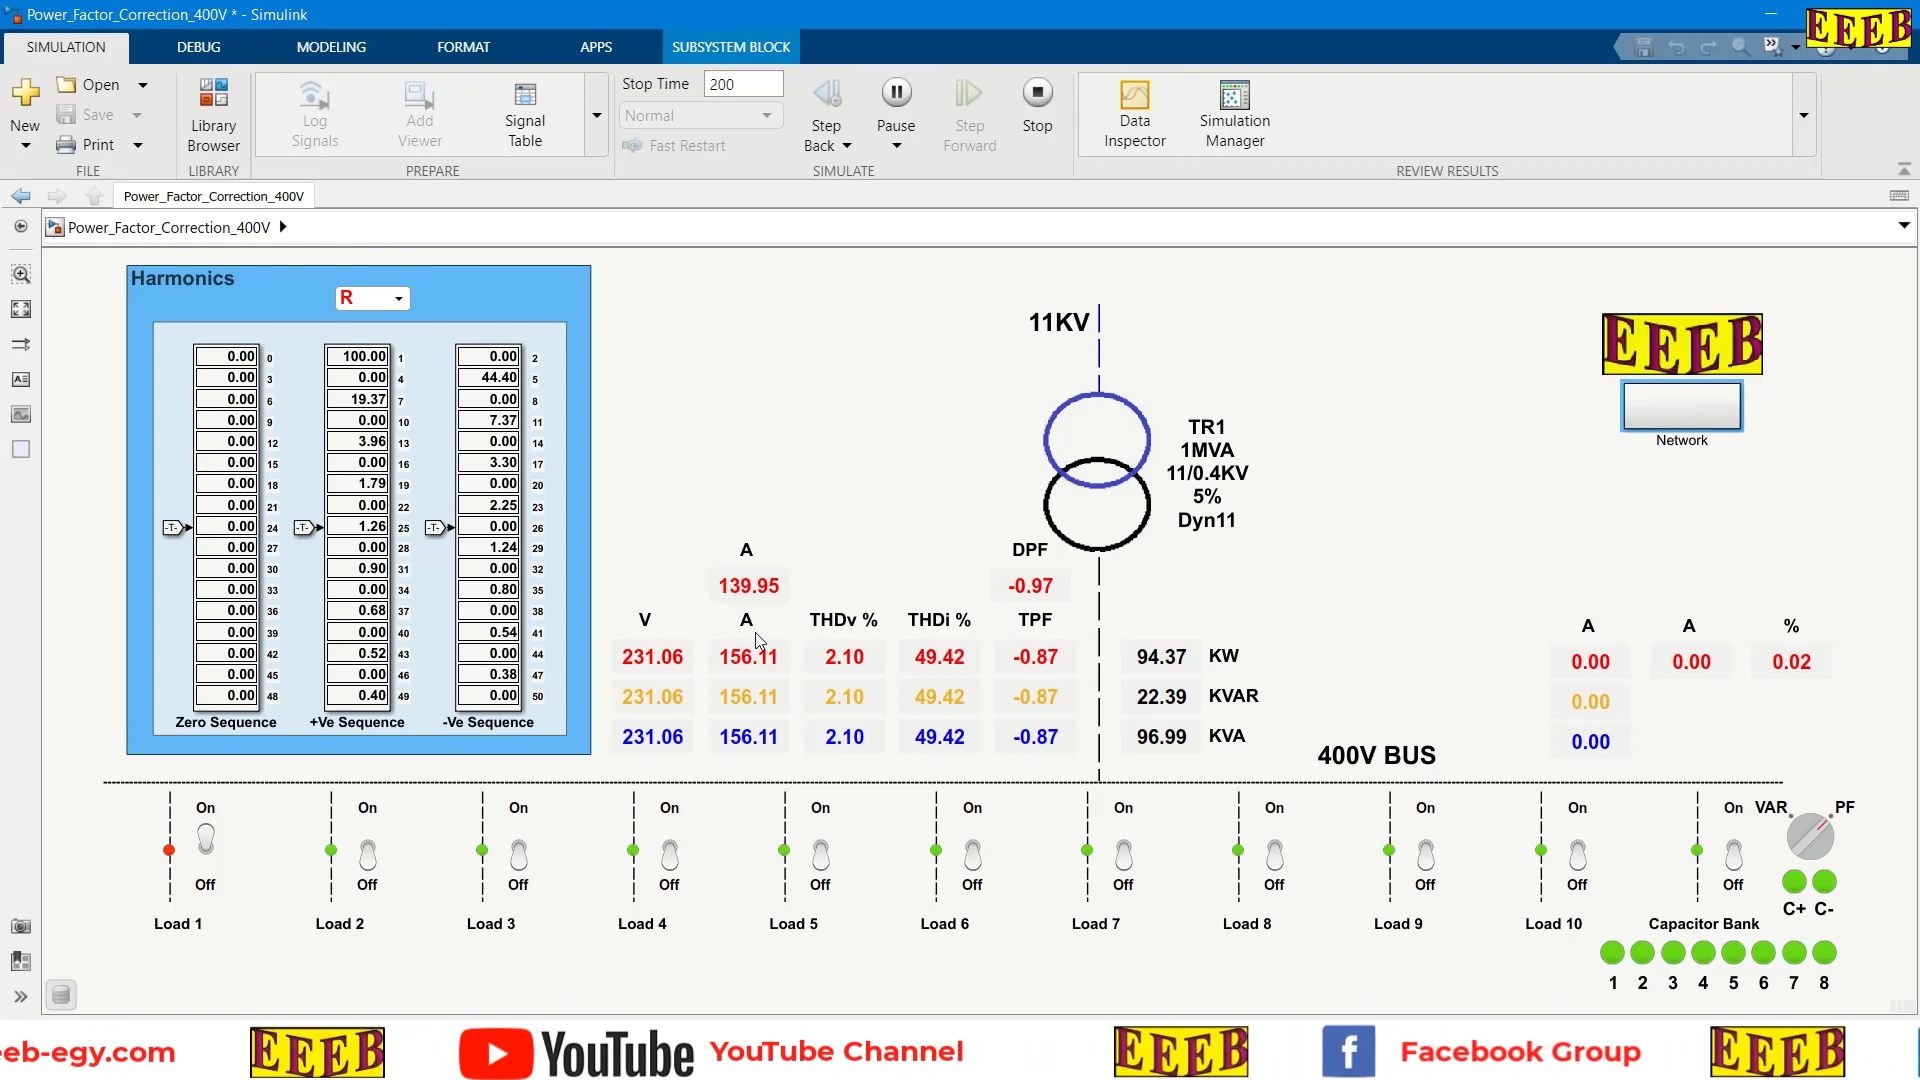 Power_Factor_Correction_400V * - Simulink
EEEB
SIMULATION DEBUG MODELING FORMAT APPS SUBSYSTEM BLOCK
New
Open
Save
Print
FILE
Library Browser
LIBRARY
Log Signals
Add Viewer
Signal Table
PREPARE
Stop Time 200
Normal
Fast Restart
Step Back
Pause
Step Forward
Stop
SIMULATE
Data Inspector
Simulation Manager
REVIEW RESULTS
Power_Factor_Correction_400V
Power_Factor_Correction_400V
Harmonics
R
0.00 0 100.00 1 0.00 2
0.00 3 0.00 4 44.40 5
0.00 6 19.37 7 0.00 8
0.00 9 0.00 10 7.37 11
0.00 12 3.96 13 0.00 14
0.00 15 0.00 16 3.30 17
0.00 18 1.79 19 0.00 20
0.00 21 0.00 22 2.25 23
-T- 0.00 24 -T- 1.26 25 -T- 0.00 26
0.00 27 0.00 28 1.24 29
0.00 30 0.90 31 0.00 32
0.00 33 0.00 34 0.80 35
0.00 36 0.68 37 0.00 38
0.00 39 0.00 40 0.54 41
0.00 42 0.52 43 0.00 44
0.00 45 0.00 46 0.38 47
0.00 48 0.40 49 0.00 50
Zero Sequence +Ve Sequence -Ve Sequence
11KV
TR1
1MVA
11/0.4KV
5%
Dyn11
EEEB
Network
A DPF
139.95 -0.97
V A THDv % THDi % TPF
231.06 156.11 2.10 49.42 -0.87 94.37 KW
231.06 156.11 2.10 49.42 -0.87 22.39 KVAR
231.06 156.11 2.10 49.42 -0.87 96.99 KVA
A A %
0.00 0.00 0.02
0.00
0.00
400V BUS
On On On On On On On On On On On VAR PF
Off Off Off Off Off Off Off Off Off Off Off
C+ C-
Load 1 Load 2 Load 3 Load 4 Load 5 Load 6 Load 7 Load 8 Load 9 Load 10 Capacitor Bank
1 2 3 4 5 6 7 8
eeb-egy.com EEEB YouTube YouTube Channel EEEB f Facebook Group EEEB